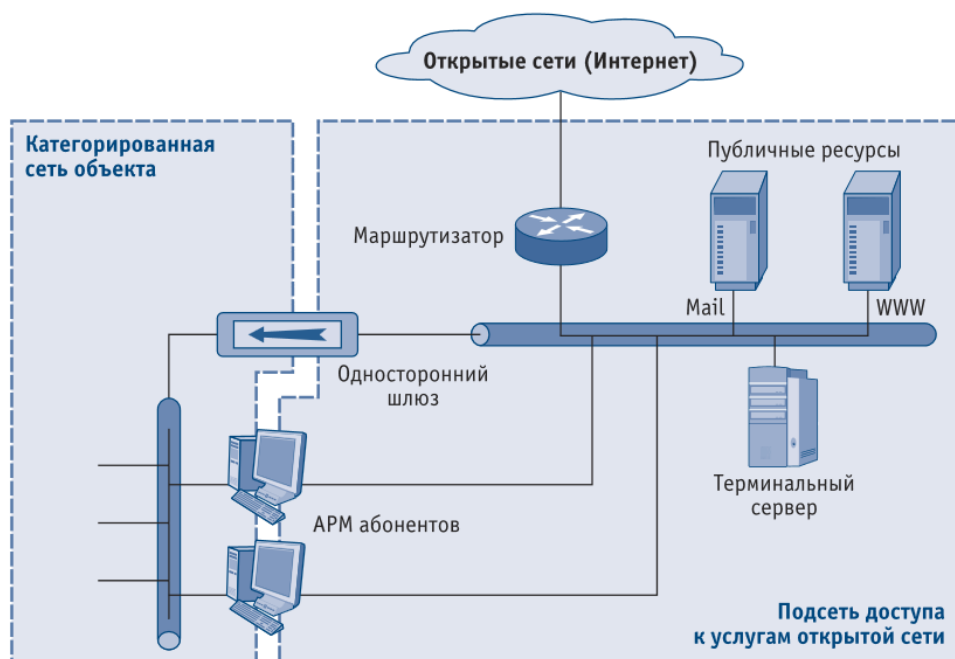 Открытые сети (Интернет)
Категорированная
сеть объекта
Публичные ресурсы
Маршрутизатор
Mail
WWW
Односторонний
шлюз
Терминальный
сервер
АРМ абонентов
Подсеть доступа
к услугам открытой сети